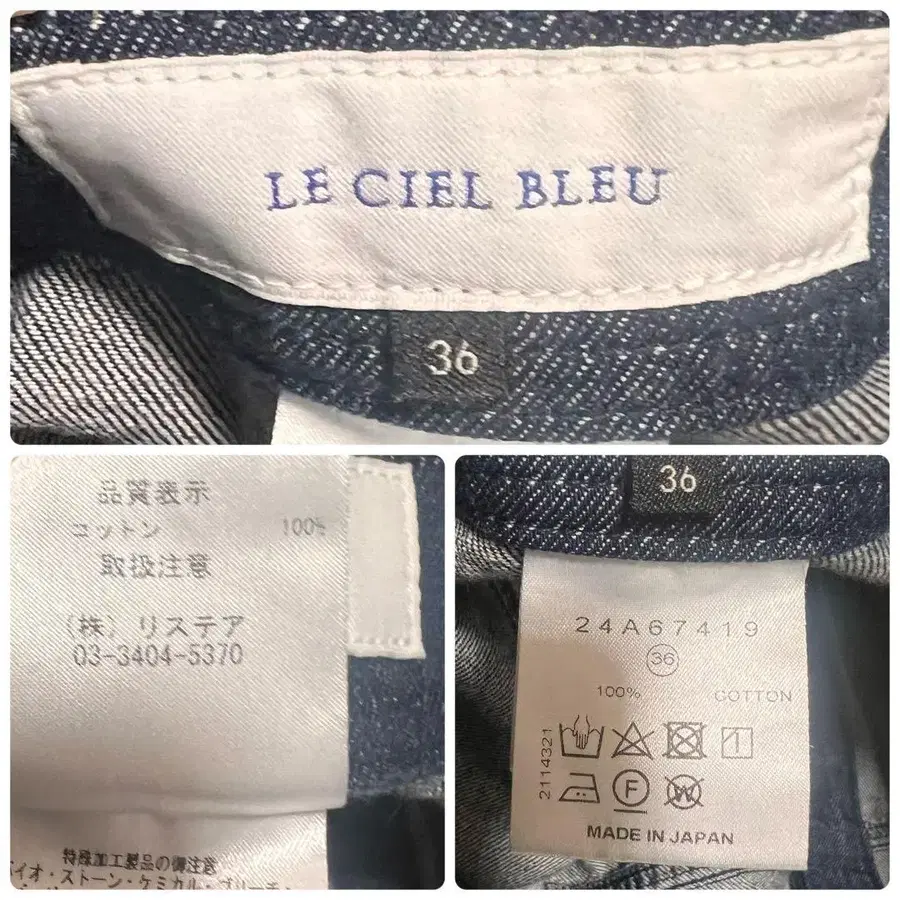 LE CIEL BLEU
36
品質表示
コットン 100%
取扱注意
(株) リステア
03-3404-5370
特殊加工製品の御注意
イオ・ストーン・ケミカル・ブリーチ・
36
24A67419
36
100% COTTON
2114321
F
W
MADE IN JAPAN